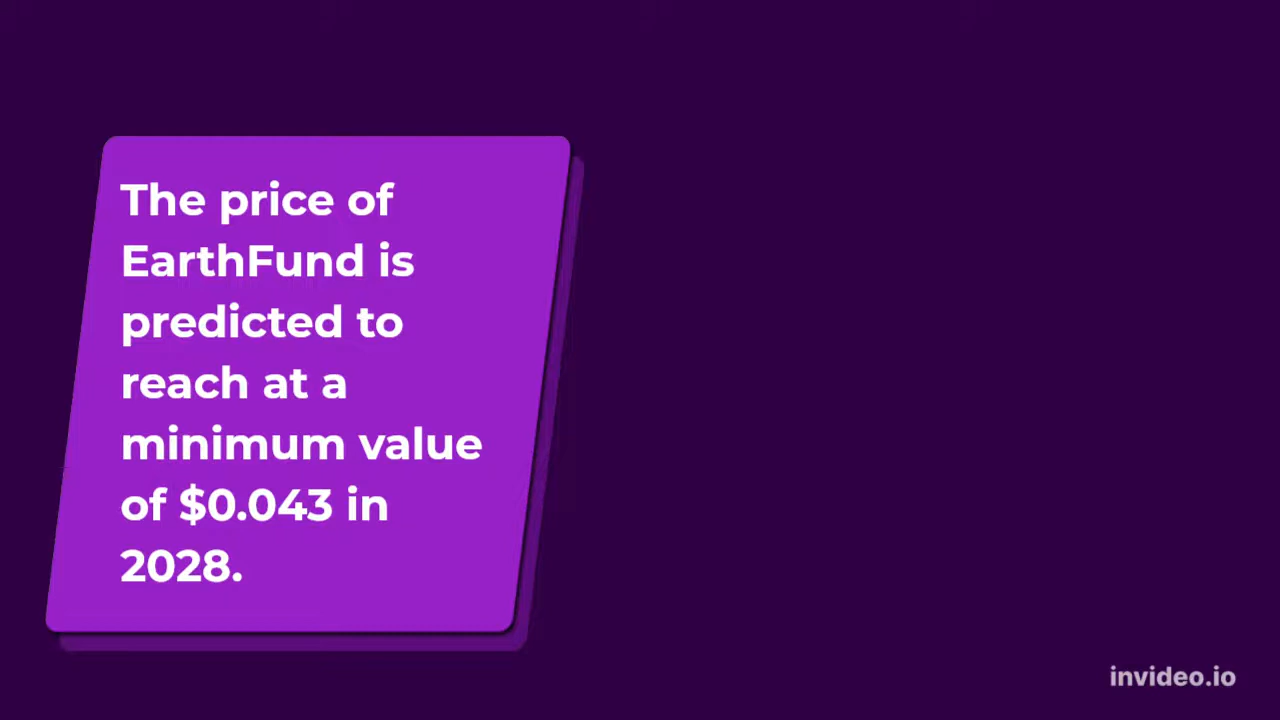 The price of
EarthFund is
predicted to
reach at a
minimum value
of $0.043 in
2028.
invideo.io